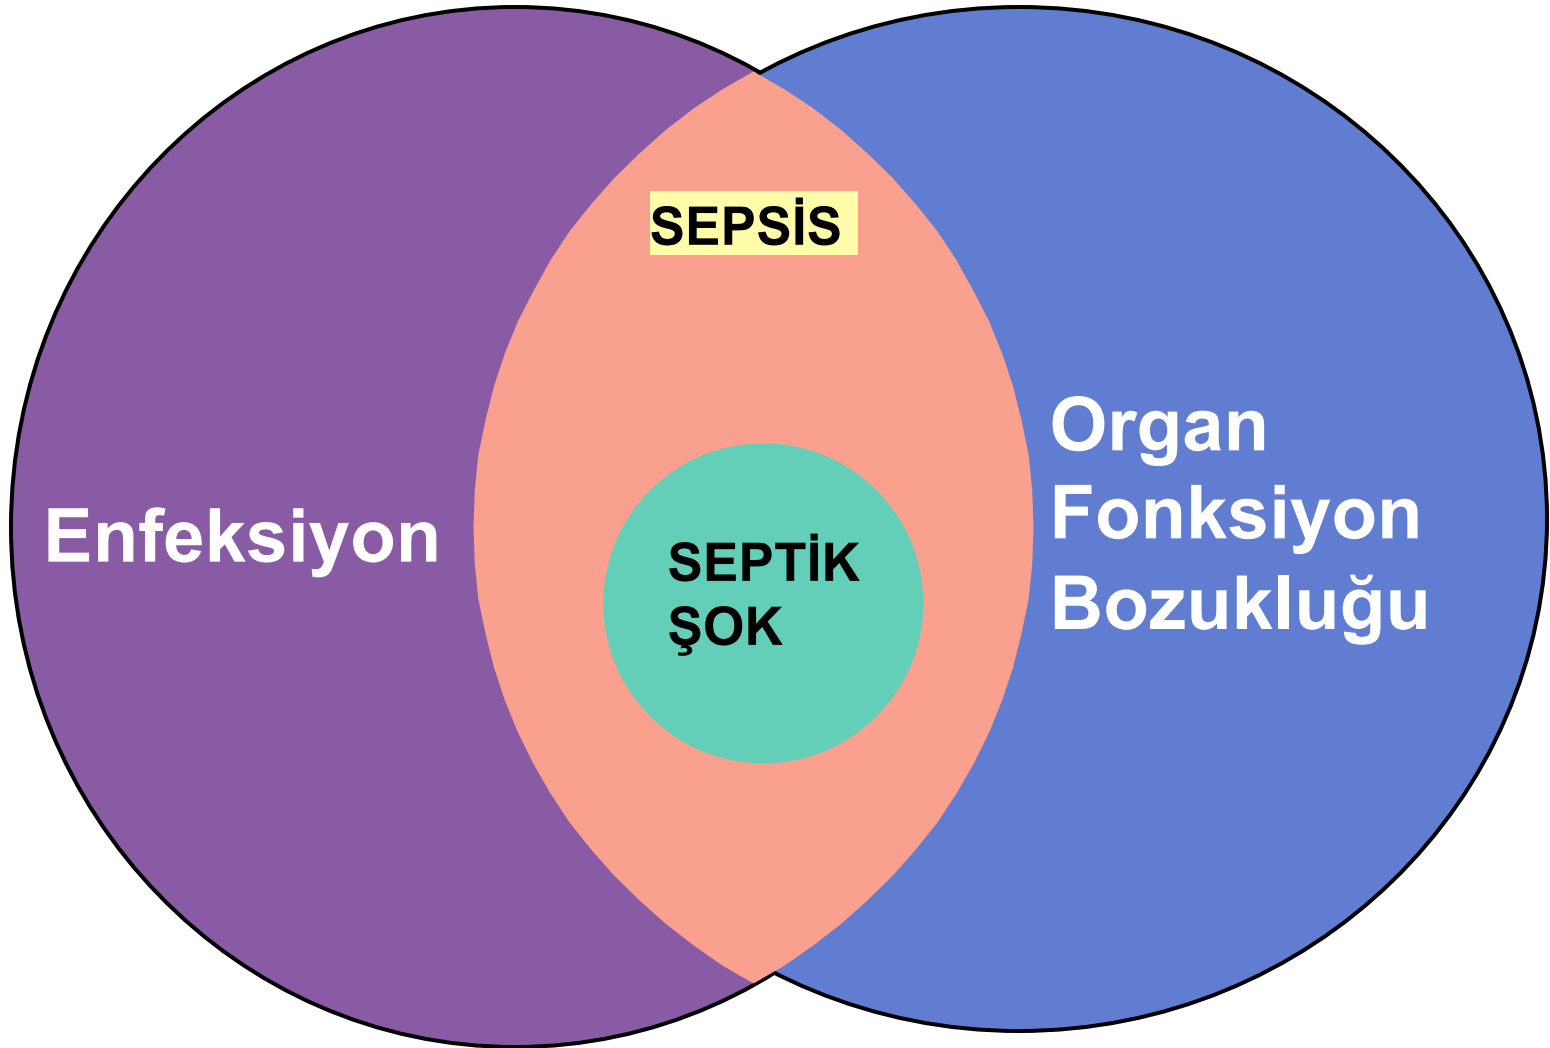 SEPSİS
Enfeksiyon
SEPTİK
ŞOK
Organ
Fonksiyon
Bozukluğu